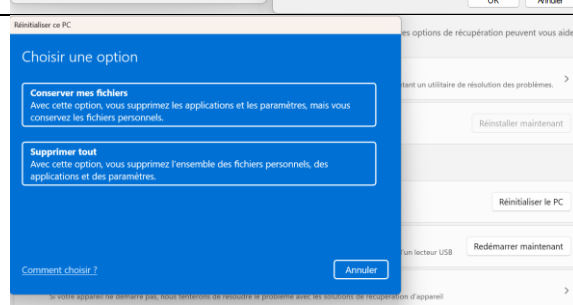 OK Annuler
Réinitialiser ce PC
Choisir une option
Conserver mes fichiers
Avec cette option, vous supprimez les applications et les paramètres, mais vous
conservez les fichiers personnels.
Supprimer tout
Avec cette option, vous supprimez l'ensemble des fichiers personnels, des
applications et des paramètres.
Comment choisir ?
Annuler
es options de récupération peuvent vous aide
tant un utilitaire de résolution des problèmes.
Réinstaller maintenant
Réinitialiser le PC
'un lecteur USB
Redémarrer maintenant
Si votre appareil ne démarre pas, nous tenterons de résoudre le problème avec les solutions de récupération d'appareil